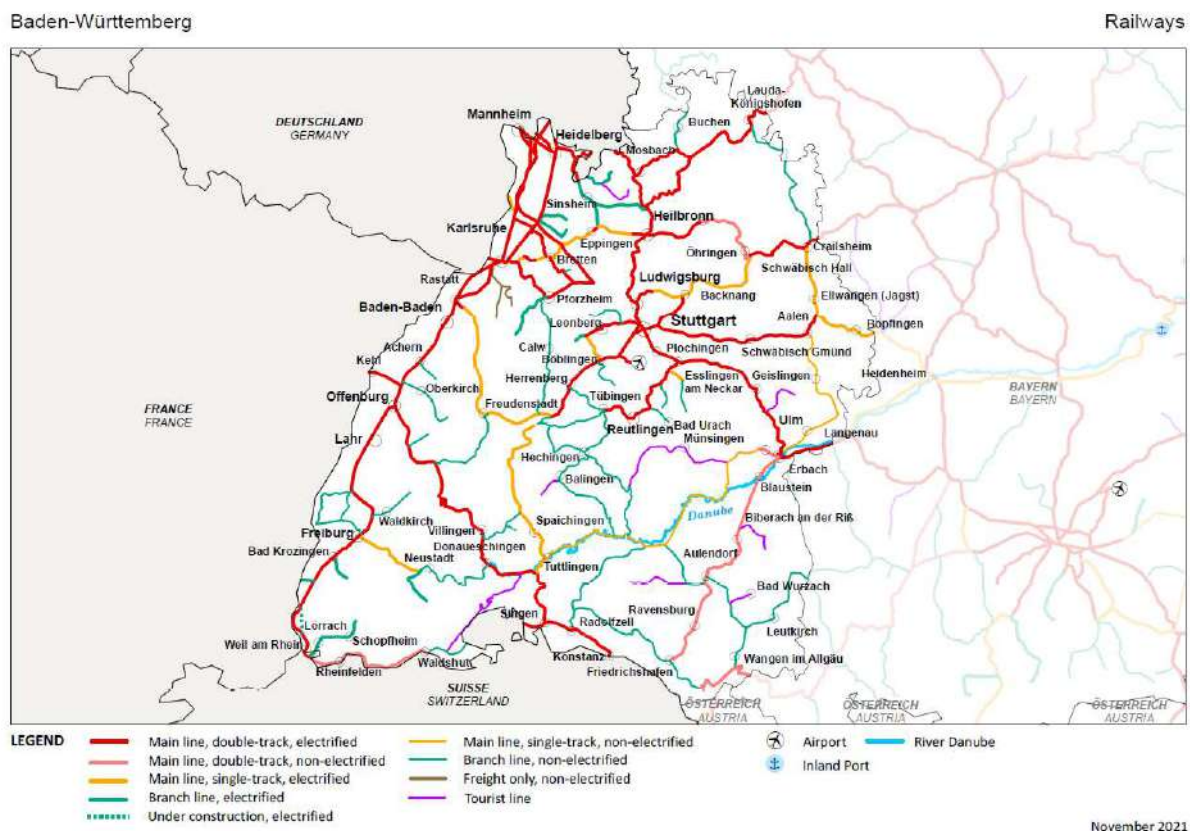 Baden-Württemberg
Railways
DEUTSCHLAND
GERMANY
Mannheim
Heidelberg
Lauda-
Königshofen
Buchen
Mosbach
Sinsheim
Heilbronn
Karlsruhe
Eppingen
Bretten
Öhringen
Crailsheim
Schwäbisch Hall
Rastatt
Ludwigsburg
Baden-Baden
Pforzheim
Backnang
Ellwangen (Jagst)
Leonberg
Stuttgart
Aalen
Bopfingen
Achern
Calw
Plochingen
Schwäbisch Gmünd
Kehl
Böblingen
Herrenberg
Esslingen
am Neckar
Geislingen
Heidenheim
Oberkirch
Offenburg
Freudenstadt
Tübingen
BAYERN
BAYERN
FRANCE
FRANCE
Reutlingen
Bad Urach
Münsingen
Ulm
Langenau
Lahr
Hechingen
Erbach
Balingen
Blaustein
Waldkirch
Spaichingen
Danube
Biberach an der Riß
Freiburg
Villingen
Bad Krozingen
Donaueschingen
Neustadt
Tuttlingen
Aulendorf
Bad Wurzach
Singen
Ravensburg
Lörrach
Radolfzell
Leutkirch
Weil am Rhein
Schopfheim
Rheinfelden
Waldshut
Konstanz
Friedrichshafen
Wangen im Allgäu
SUISSE
SWITZERLAND
ÖSTERREICH
AUSTRIA
ÖSTERREICH
AUSTRIA
ÖSTERREICH
AUSTRIA
LEGEND
Main line, double-track, electrified
Main line, double-track, non-electrified
Main line, single-track, electrified
Branch line, electrified
Under construction, electrified
Main line, single-track, non-electrified
Branch line, non-electrified
Freight only, non-electrified
Tourist line
Airport
Inland Port
River Danube
November 2021